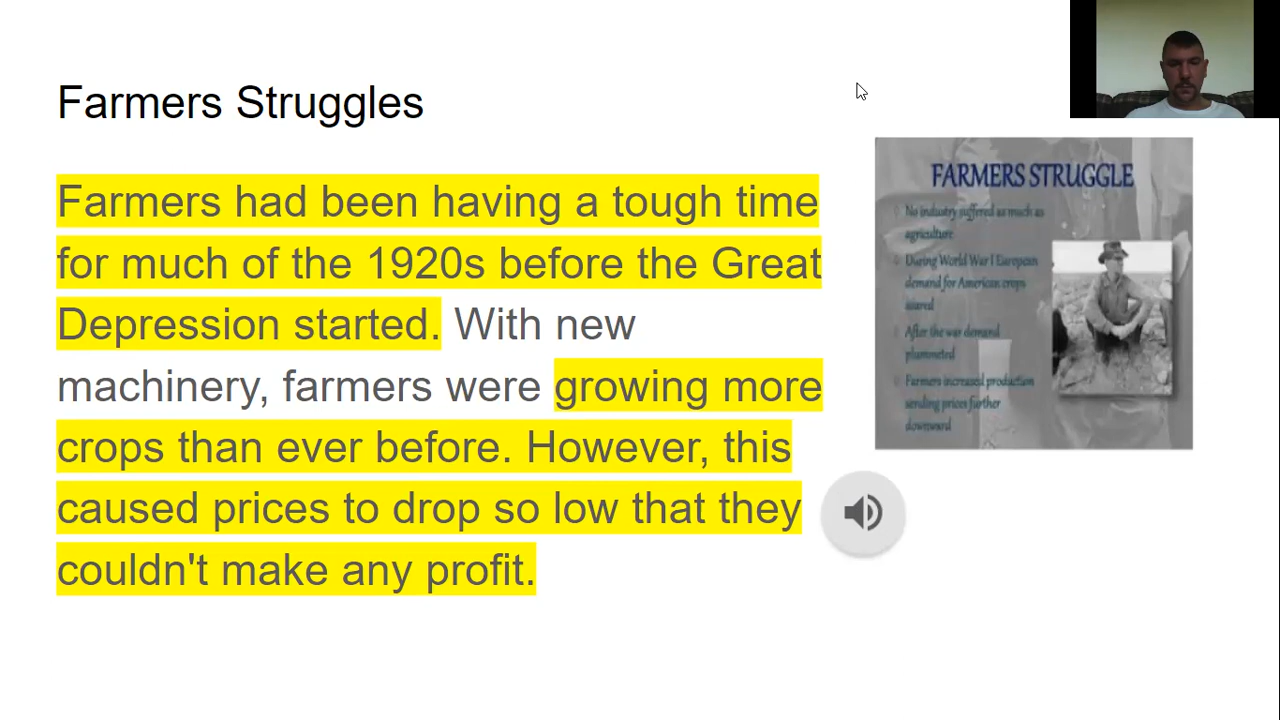 Farmers Struggles
Farmers had been having a tough time
for much of the 1920s before the Great
Depression started. With new
machinery, farmers were growing more
crops than ever before. However, this
caused prices to drop so low that they
couldn't make any profit.
FARMERS STRUGGLE
No industry suffered as much as
agriculture
During World War I European
demand for American crops
soared
After the war demand
plummeted
Farmers increased production
sending prices further
downward